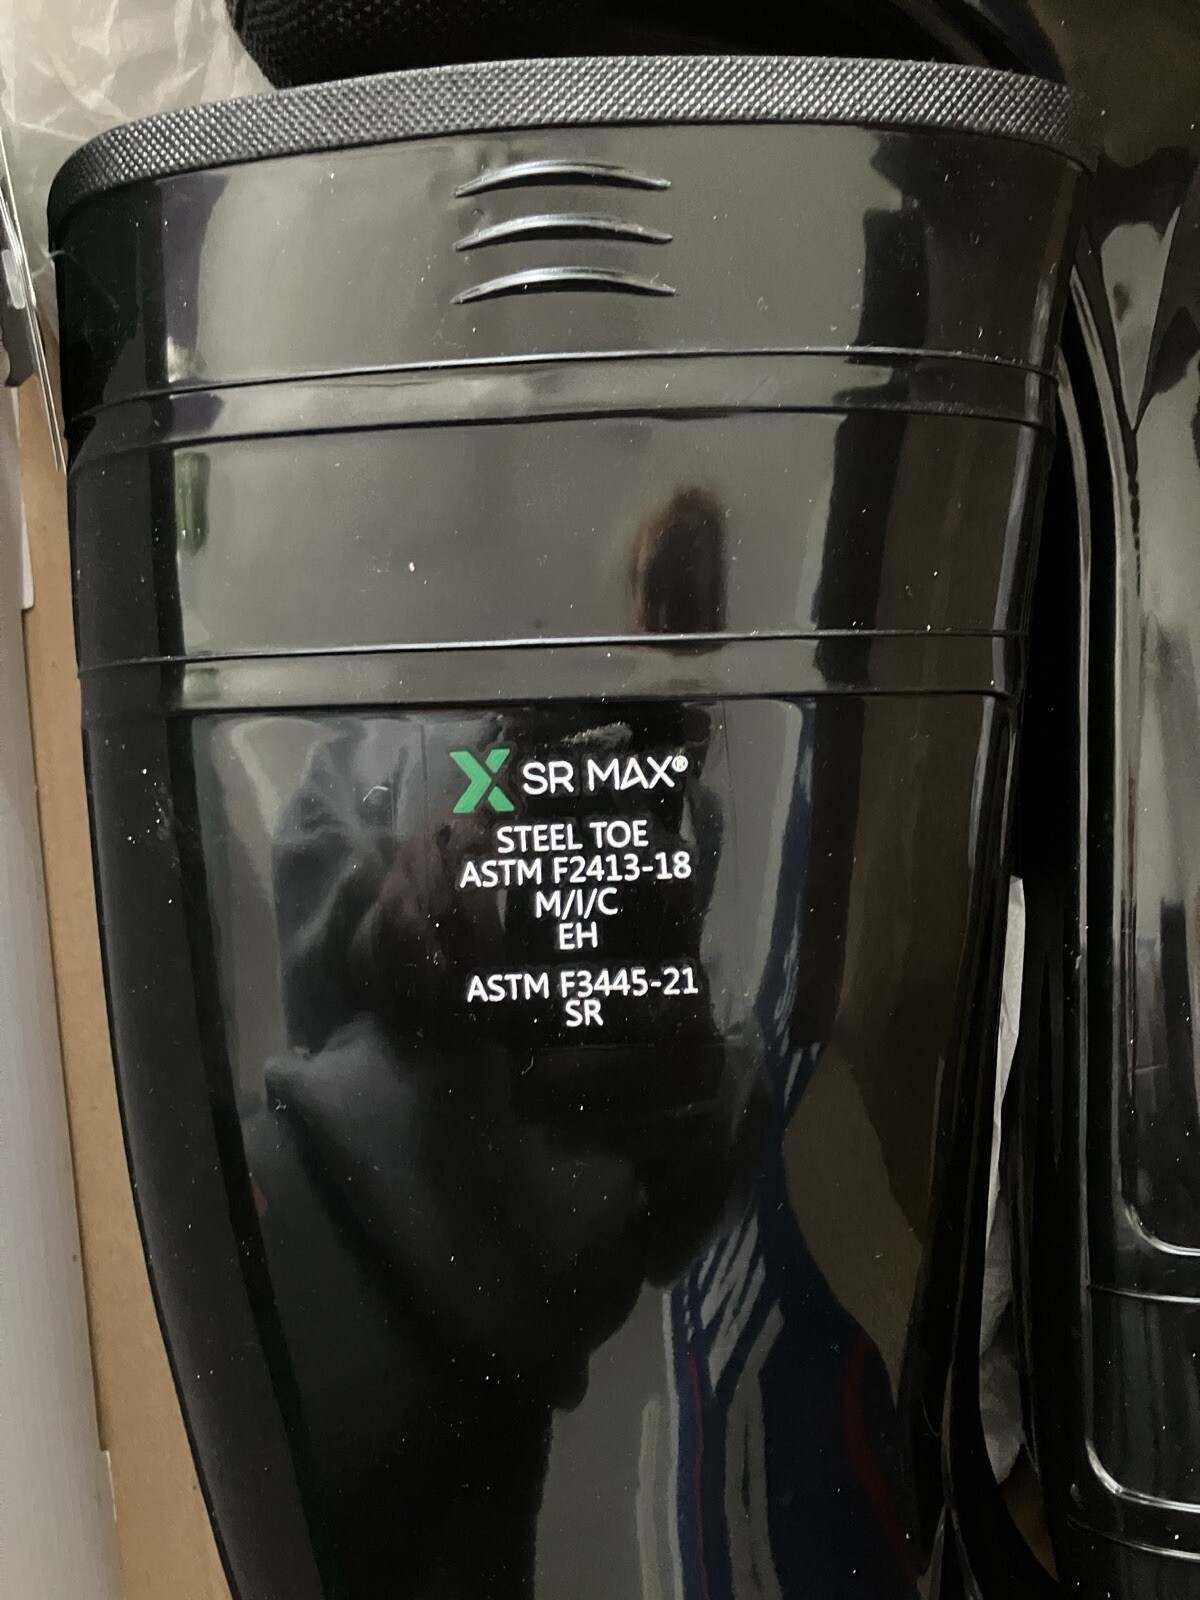 X SR MAX®
STEEL TOE
ASTM F2413-18
M/I/C
EH
ASTM F3445-21
SR